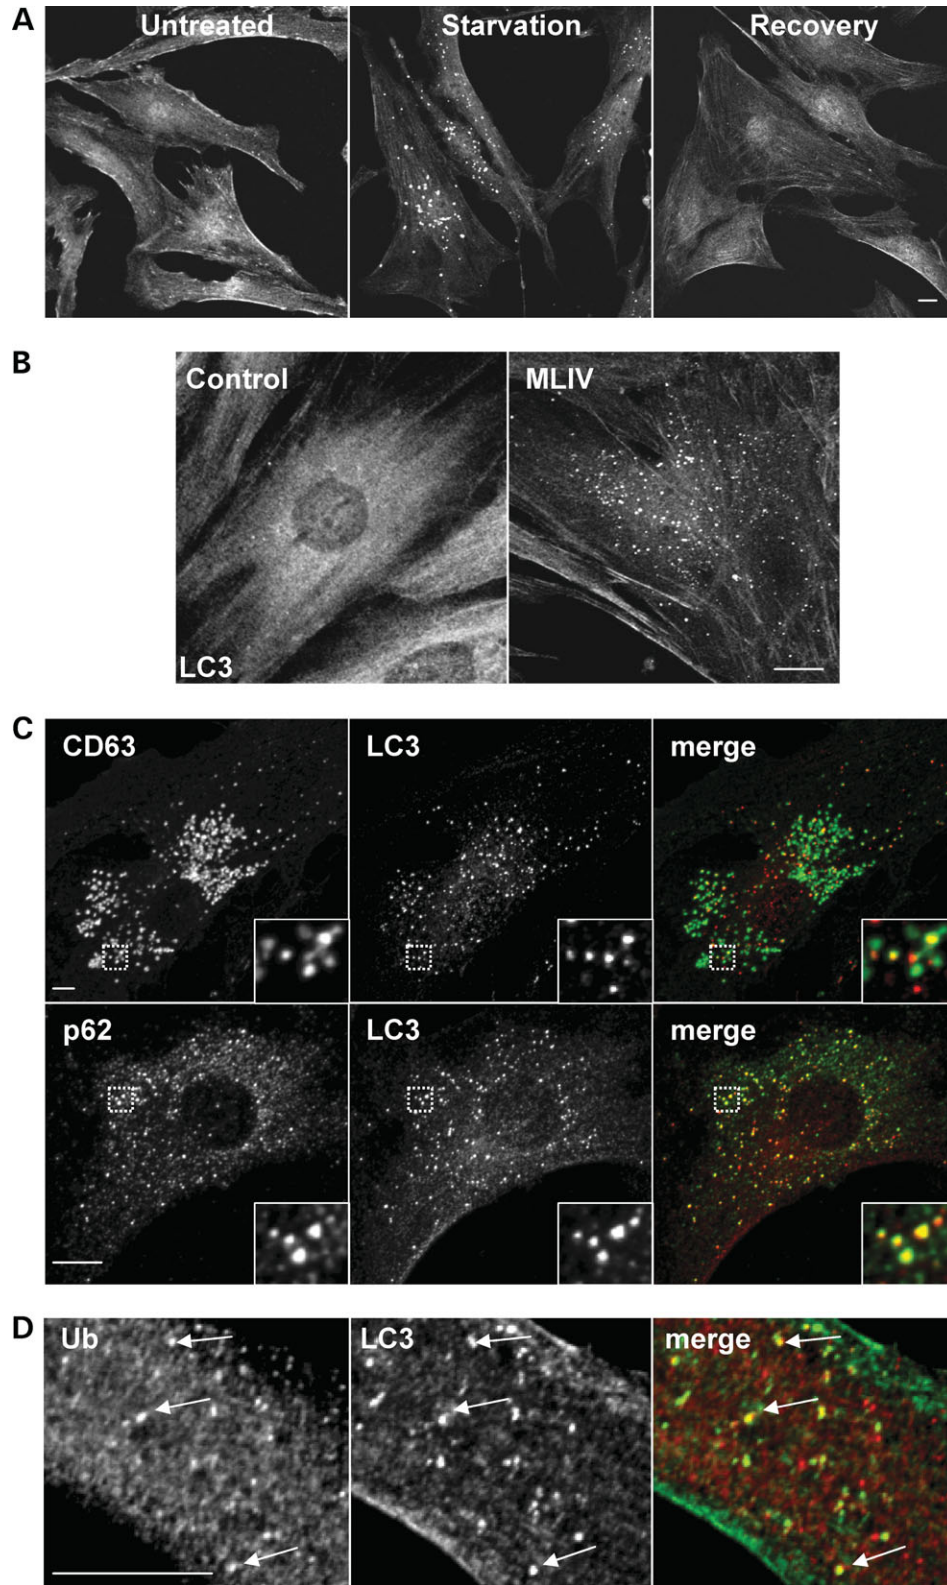 A
Untreated
Starvation
Recovery
B
Control
MLIV
LC3
C
CD63
LC3
merge
p62
LC3
merge
D
Ub
LC3
merge